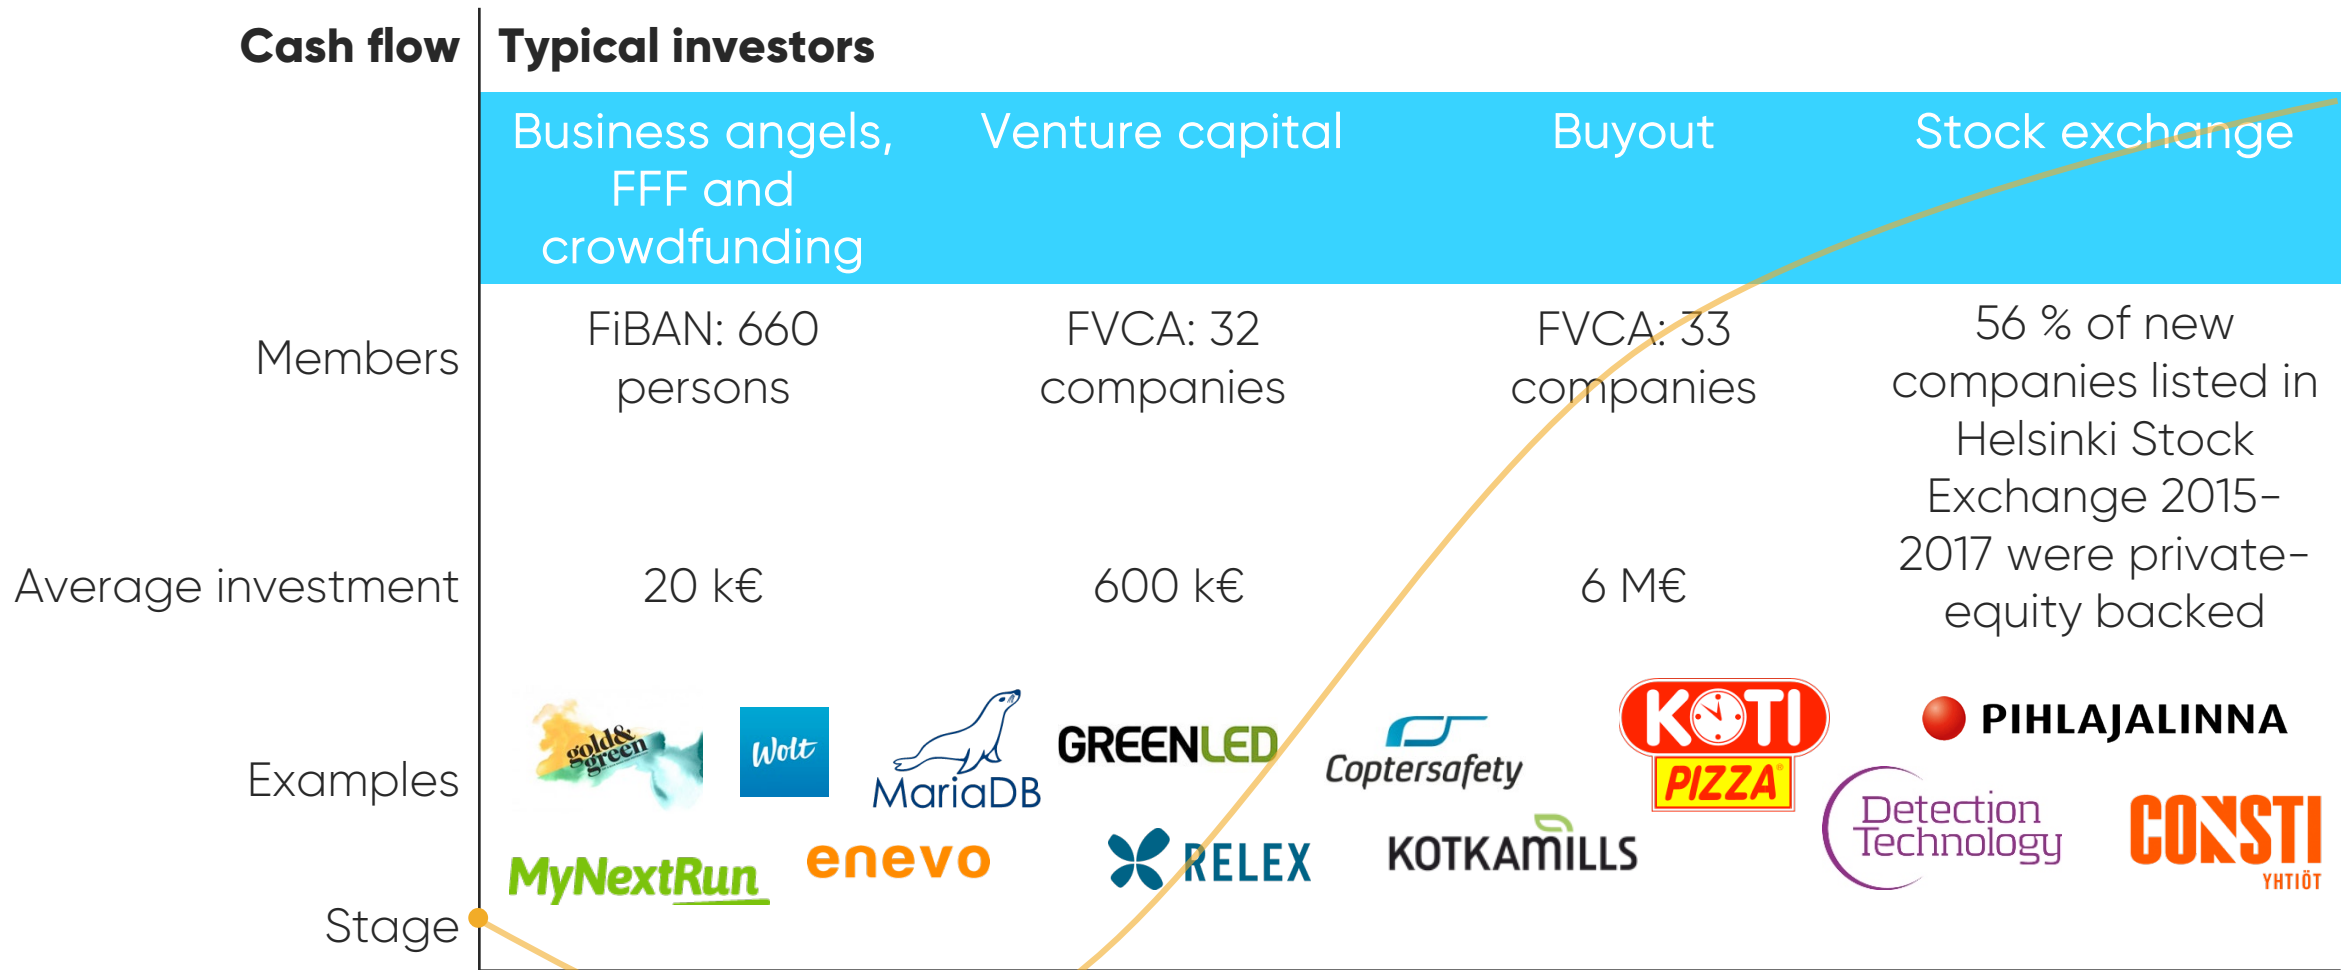 Cash flow
Typical investors
Business angels,
FFF and
crowdfunding
Venture capital
Buyout
Stock exchange
Members
FiBAN: 660
persons
FVCA: 32
companies
FVCA: 33
companies
56 % of new
companies listed in
Helsinki Stock
Exchange 2015-
2017 were private-
equity backed
Average investment
20 k€
600 k€
6 M€
Examples
gold&
green
Wolt
MariaDB
GREENLED
Coptersafety
KOTI
PIZZA®
PIHLAJALINNA
MyNextRun
enevo
RELEX
KOTKAMILLS
Detection
Technology
CONSTI
YHTIÖT
Stage